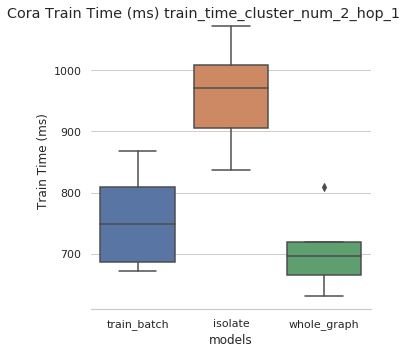 Cora Train Time (ms) train_time_cluster_num_2_hop_1
1000
900
800
700
Train Time (ms)
train_batch isolate whole_graph
models